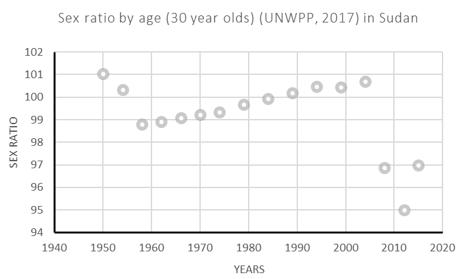 Sex ratio by age (30 year olds) (UNWPP, 2017) in Sudan
102
101
100
99
98
97
96
95
94
SEX RATIO
1940 1950 1960 1970 1980 1990 2000 2010 2020
YEARS